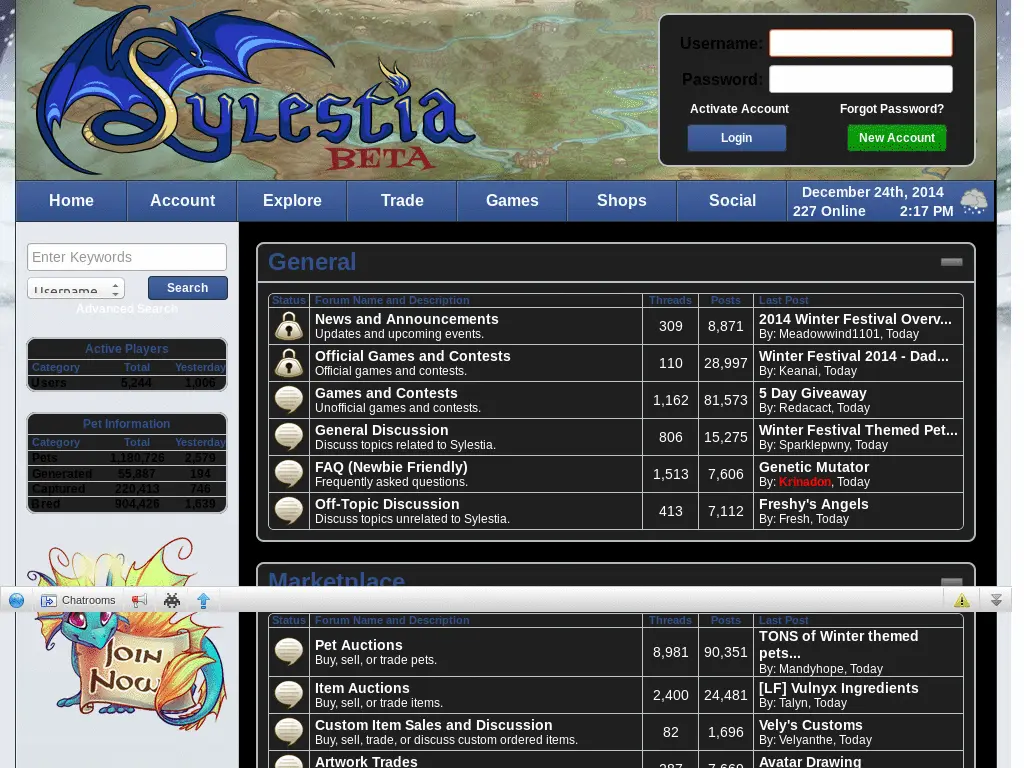 Sylestia
BETA
Username:
Password:
Activate Account Forgot Password?
Login New Account
Home Account Explore Trade Games Shops Social
December 24th, 2014
227 Online 2:17 PM
Enter Keywords
Username
Search
Advanced Search
Active Players
Category Total Yesterday
Users 5,244 1,006
Pet Information
Category Total Yesterday
Pets 1,180,726 2,579
Generated 55,887 194
Captured 220,413 746
Bred 904,426 1,639
Join
Now
General
Status Forum Name and Description Threads Posts Last Post
News and Announcements 309 8,871 2014 Winter Festival Overv...
Updates and upcoming events. By: Meadowwind1101, Today
Official Games and Contests 110 28,997 Winter Festival 2014 - Dad...
Official games and contests. By: Keanai, Today
Games and Contests 1,162 81,573 5 Day Giveaway
Unofficial games and contests. By: Redacact, Today
General Discussion 806 15,275 Winter Festival Themed Pet...
Discuss topics related to Sylestia. By: Sparklepwny, Today
FAQ (Newbie Friendly) 1,513 7,606 Genetic Mutator
Frequently asked questions. By: Krinadon, Today
Off-Topic Discussion 413 7,112 Freshy's Angels
Discuss topics unrelated to Sylestia. By: Fresh, Today
Marketplace
Chatrooms
Status Forum Name and Description Threads Posts Last Post
Pet Auctions 8,981 90,351 TONS of Winter themed pets...
Buy, sell, or trade pets. By: Mandyhope, Today
Item Auctions 2,400 24,481 [LF] Vulnyx Ingredients
Buy, sell, or trade items. By: Talyn, Today
Custom Item Sales and Discussion 82 1,696 Vely's Customs
Buy, sell, trade, or discuss custom ordered items. By: Velyanthe, Today
Artwork Trades Avatar Drawing